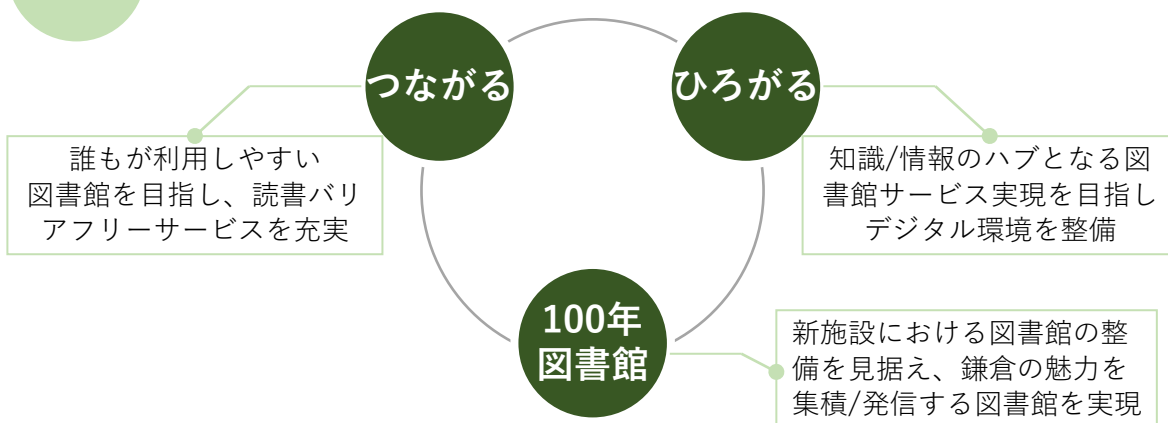 つながる
ひろがる
誰もが利用しやすい
図書館を目指し、読書バリ
アフリーサービスを充実
知識/情報のハブとなる図
書館サービス実現を目指し
デジタル環境を整備
100年
図書館
新施設における図書館の整
備を見据え、鎌倉の魅力を
集積/発信する図書館を実現